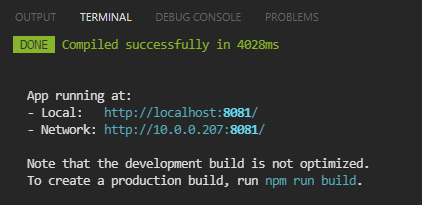 OUTPUT TERMINAL DEBUG CONSOLE PROBLEMS
DONE Compiled successfully in 4028ms
App running at:
- Local: http://localhost:8081/
- Network: http://10.0.0.207:8081/
Note that the development build is not optimized.
To create a production build, run npm run build.